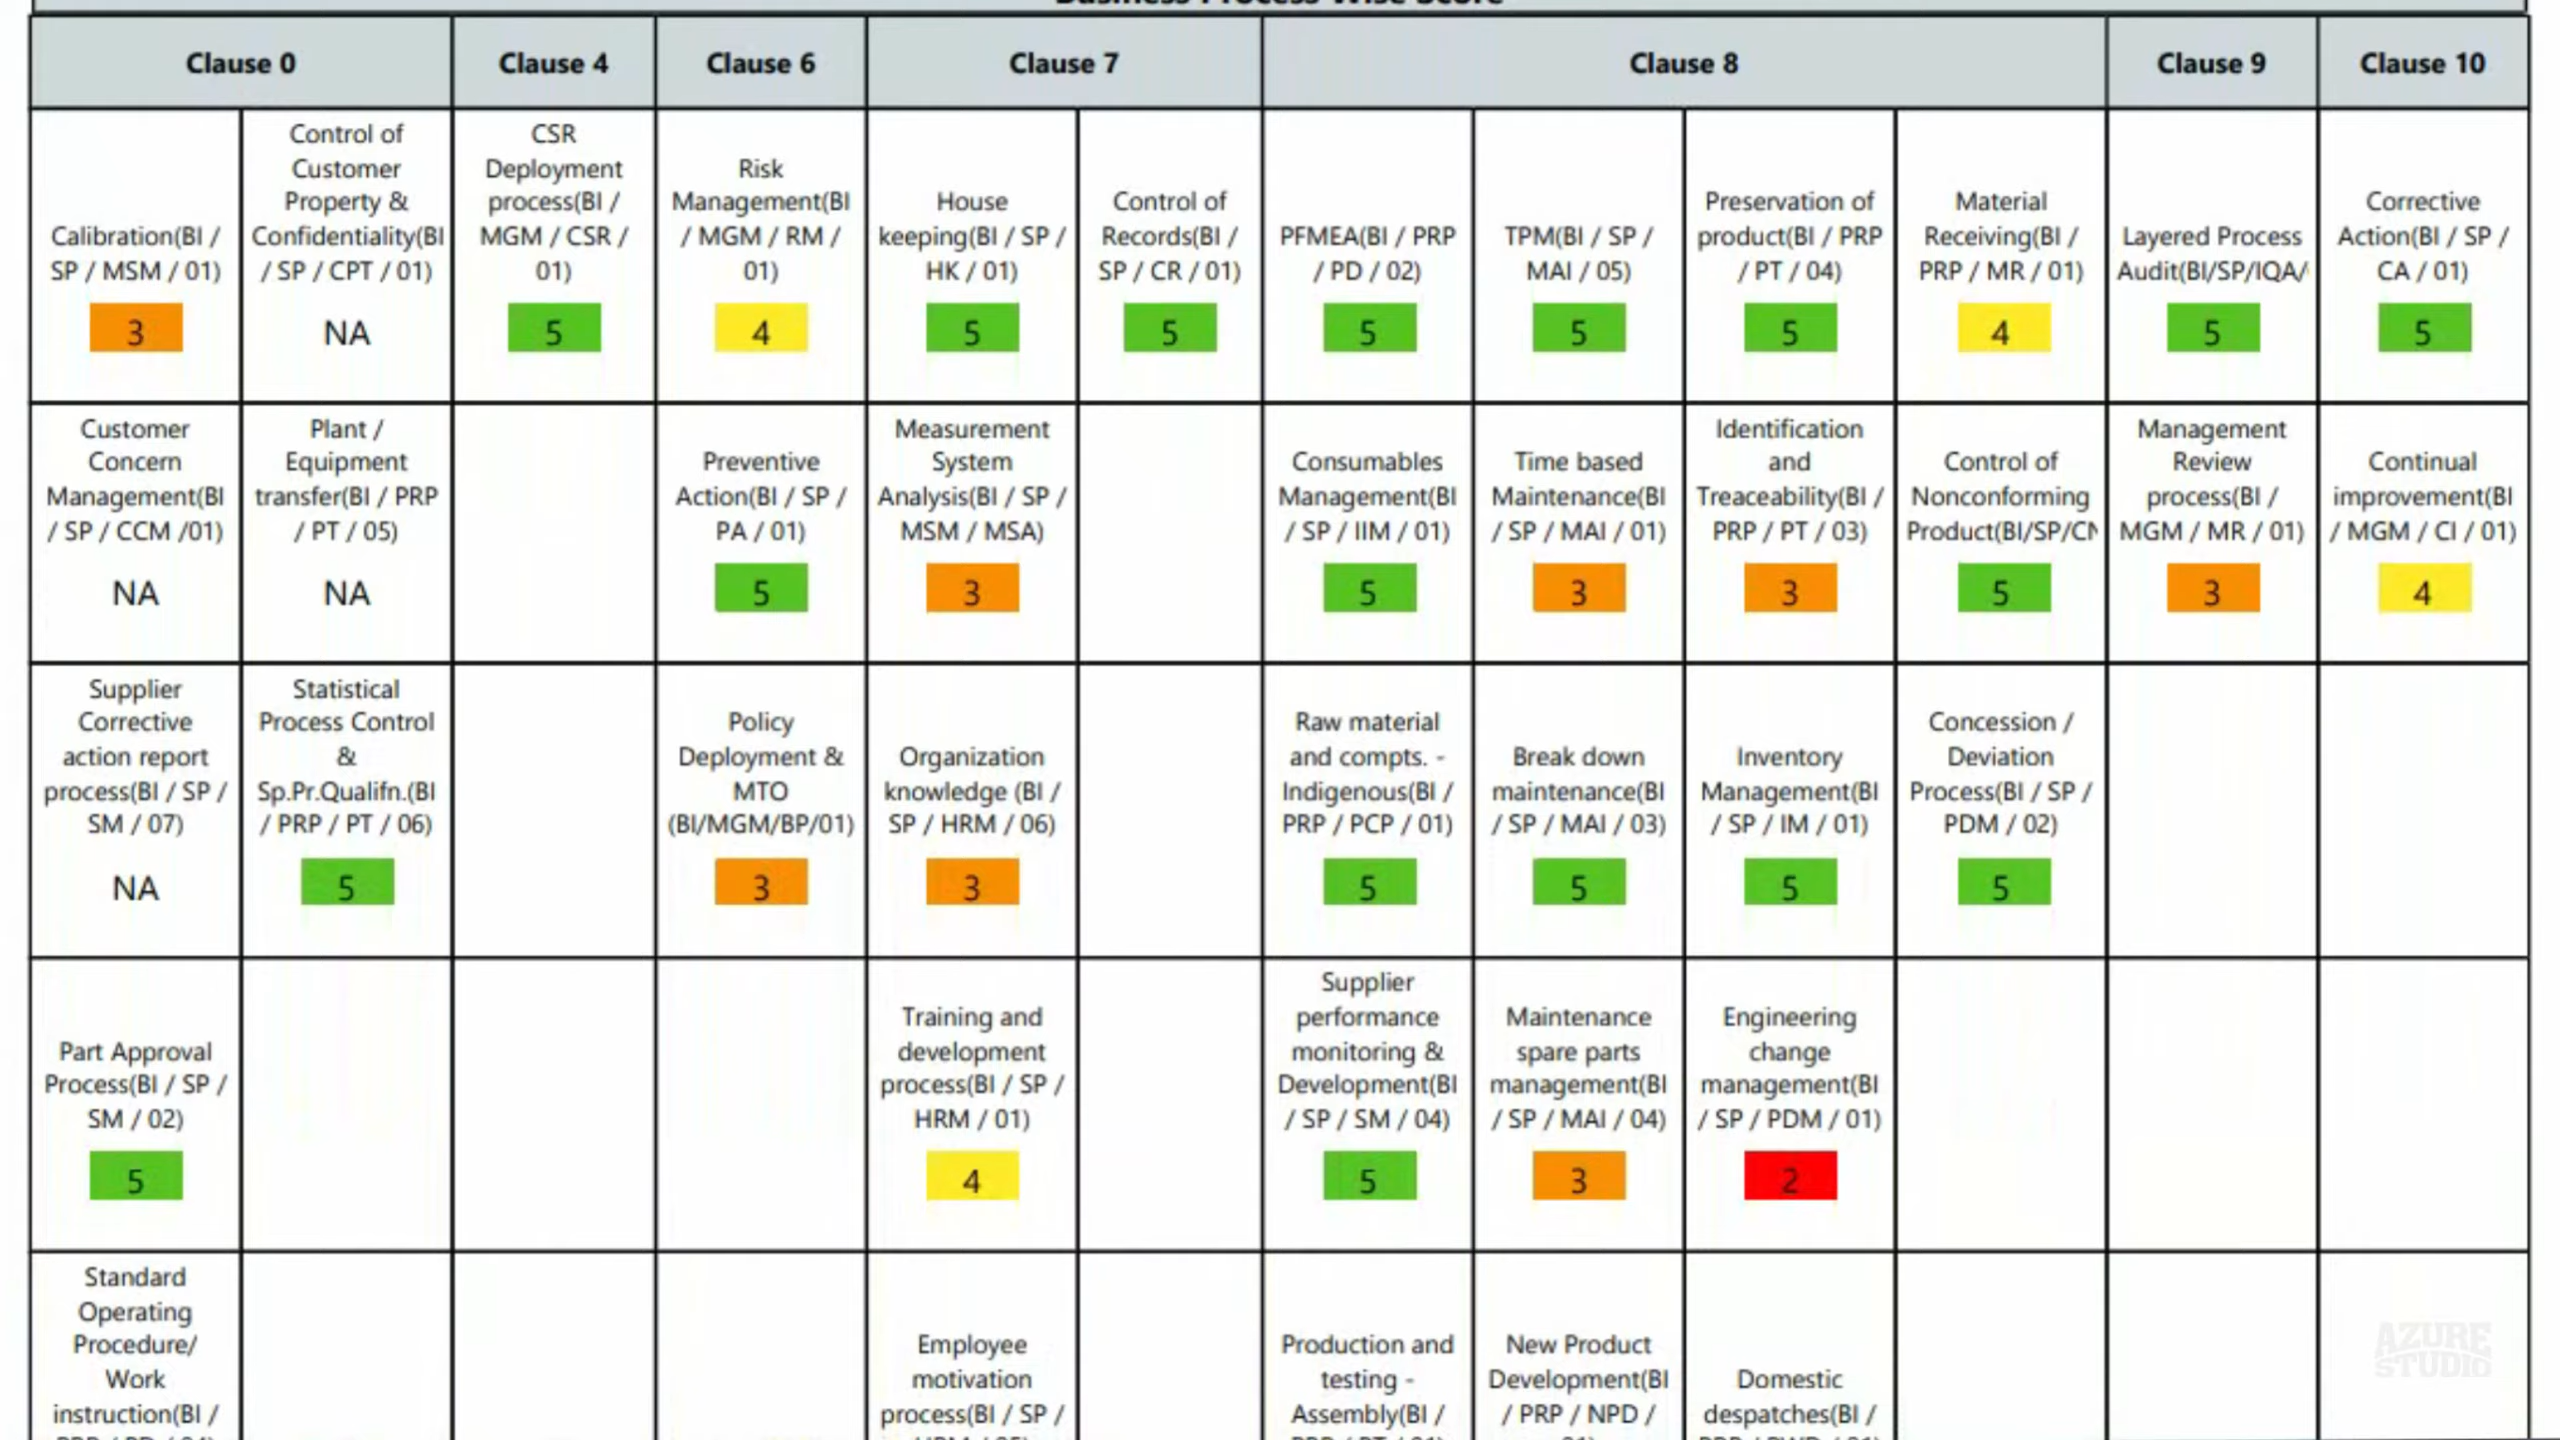 Business Process Wise Score
Clause 0
Clause 4
Clause 6
Clause 7
Clause 8
Clause 9
Clause 10
Calibration(BI /
SP / MSM / 01)
3
Control of
Customer
Property &
Confidentiality(BI
/ SP / CPT / 01)
NA
CSR
Deployment
process(BI /
MGM / CSR /
01)
5
Risk
Management(BI
/ MGM / RM /
01)
4
House
keeping(BI / SP /
HK / 01)
5
Control of
Records(BI /
SP / CR / 01)
5
PFMEA(BI / PRP
/ PD / 02)
5
TPM(BI / SP /
MAI / 05)
5
Preservation of
product(BI / PRP
/ PT / 04)
5
Material
Receiving(BI /
PRP / MR / 01)
4
Layered Process
Audit(BI/SP/IQA/
5
Corrective
Action(BI / SP /
CA / 01)
5
Customer
Concern
Management(BI
/ SP / CCM /01)
NA
Plant /
Equipment
transfer(BI / PRP
/ PT / 05)
NA
Preventive
Action(BI / SP /
PA / 01)
5
Measurement
System
Analysis(BI / SP /
MSM / MSA)
3
Consumables
Management(BI
/ SP / IIM / 01)
5
Time based
Maintenance(BI
/ SP / MAI / 01)
3
Identification
and
Treaceability(BI /
PRP / PT / 03)
3
Control of
Nonconforming
Product(BI/SP/CN
5
Management
Review
process(BI /
MGM / MR / 01)
3
Continual
improvement(BI
/ MGM / CI / 01)
4
Supplier
Corrective
action report
process(BI / SP /
SM / 07)
NA
Statistical
Process Control
&
Sp.Pr.Qualifn.(BI
/ PRP / PT / 06)
5
Policy
Deployment &
MTO
(BI/MGM/BP/01)
3
Organization
knowledge (BI /
SP / HRM / 06)
3
Raw material
and compts. -
Indigenous(BI /
PRP / PCP / 01)
5
Break down
maintenance(BI
/ SP / MAI / 03)
5
Inventory
Management(BI
/ SP / IM / 01)
5
Concession /
Deviation
Process(BI / SP /
PDM / 02)
5
Part Approval
Process(BI / SP /
SM / 02)
5
Training and
development
process(BI / SP /
HRM / 01)
4
Supplier
performance
monitoring &
Development(BI
/ SP / SM / 04)
5
Maintenance
spare parts
management(BI
/ SP / MAI / 04)
3
Engineering
change
management(BI
/ SP / PDM / 01)
2
Standard
Operating
Procedure/
Work
instruction(BI /
Employee
motivation
process(BI / SP /
Production and
testing -
Assembly(BI /
New Product
Development(BI
/ PRP / NPD /
Domestic
despatches(BI /
AZURE
STUDIO